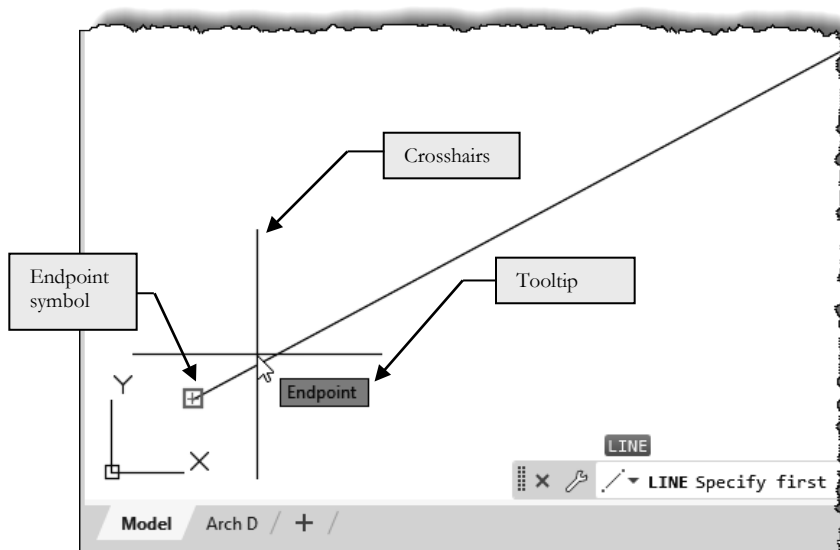 Crosshairs
Endpoint
symbol
Tooltip
Y
Endpoint
X
LINE
LINE Specify first
Model
Arch D